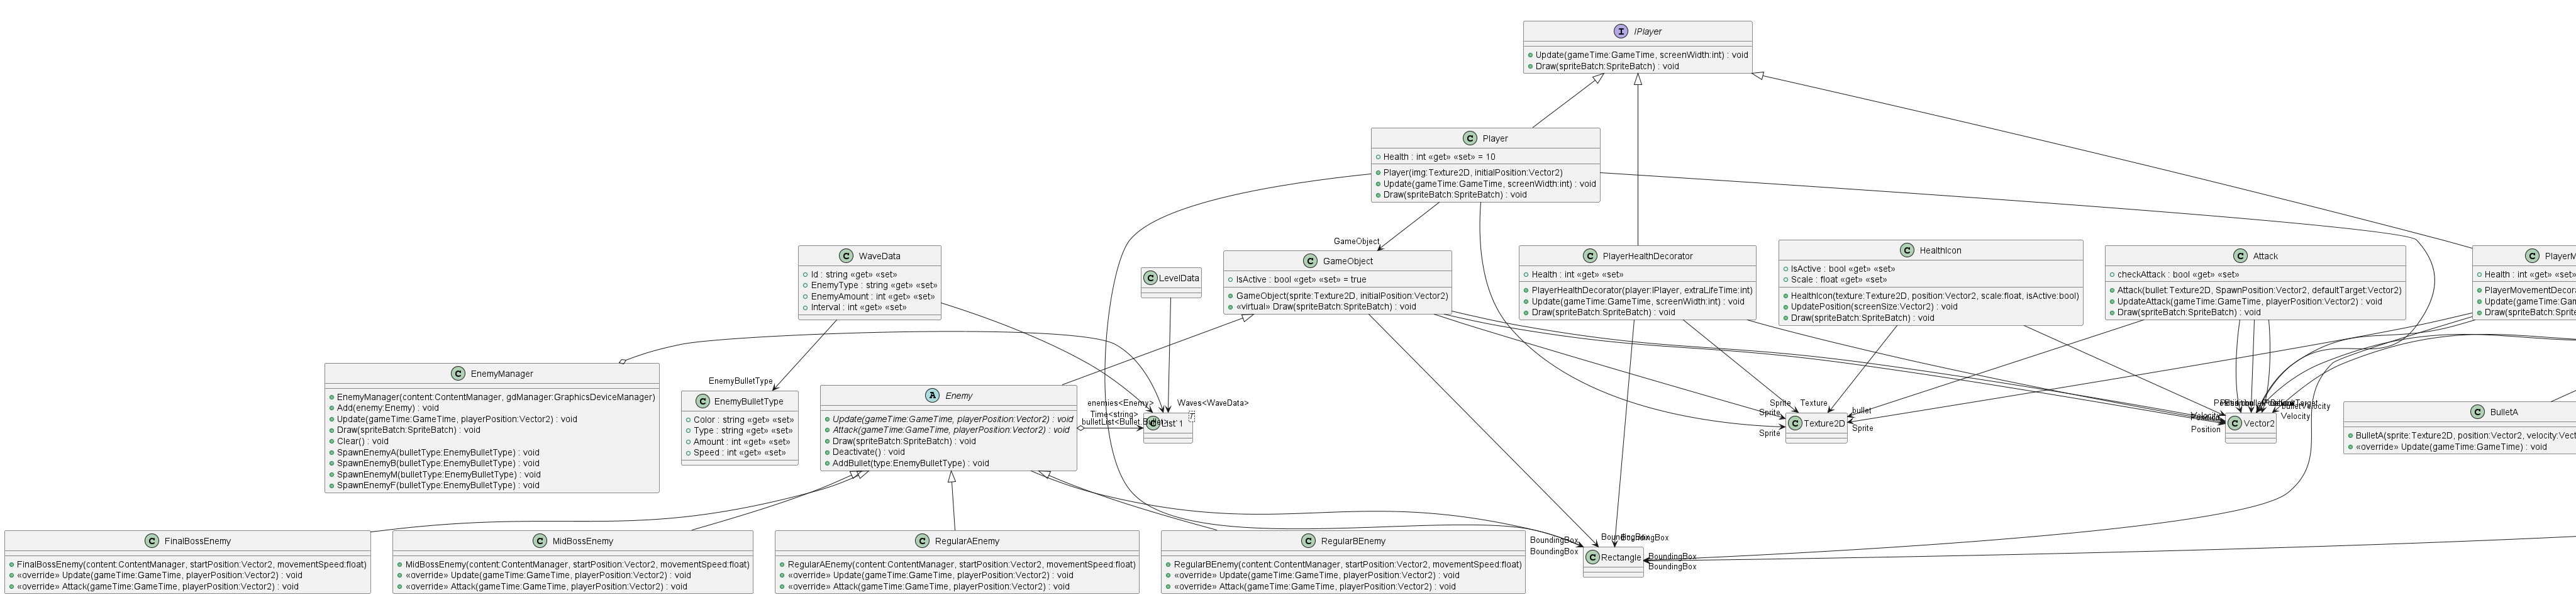 I IPlayer
Update(gameTime:GameTime, screenWidth:int) : void
Draw(spriteBatch:SpriteBatch) : void
C Player
Health : int «get» «set» = 10
Player(img:Texture2D, initialPosition:Vector2)
Update(gameTime:GameTime, screenWidth:int) : void
Draw(spriteBatch:SpriteBatch) : void
GameObject
C WaveData
Id : string «get» «set»
EnemyType : string «get» «set»
EnemyAmount : int «get» «set»
Interval : int «get» «set»
C LevelData
C GameObject
IsActive : bool «get» «set» = true
GameObject(sprite:Texture2D, initialPosition:Vector2)
«virtual» Draw(spriteBatch:SpriteBatch) : void
C PlayerHealthDecorator
Health : int «get» «set»
PlayerHealthDecorator(player:IPlayer, extraLifeTime:int)
Update(gameTime:GameTime, screenWidth:int) : void
Draw(spriteBatch:SpriteBatch) : void
C HealthIcon
IsActive : bool «get» «set»
Scale : float «get» «set»
HealthIcon(texture:Texture2D, position:Vector2, scale:float, isActive:bool)
UpdatePosition(screenSize:Vector2) : void
Draw(spriteBatch:SpriteBatch) : void
C Attack
checkAttack : bool «get» «set»
Attack(bullet:Texture2D, SpawnPosition:Vector2, defaultTarget:Vector2)
UpdateAttack(gameTime:GameTime, playerPosition:Vector2) : void
Draw(spriteBatch:SpriteBatch) : void
C PlayerM
Health : int «get» «set»
PlayerMovementDecora
Update(gameTime:Gam
Draw(spriteBatch:Sprite
C EnemyManager
EnemyManager(content:ContentManager, gdManager:GraphicsDeviceManager)
Add(enemy:Enemy) : void
Update(gameTime:GameTime, playerPosition:Vector2) : void
Draw(spriteBatch:SpriteBatch) : void
Clear() : void
SpawnEnemyA(bulletType:EnemyBulletType) : void
SpawnEnemyB(bulletType:EnemyBulletType) : void
SpawnEnemyM(bulletType:EnemyBulletType) : void
SpawnEnemyF(bulletType:EnemyBulletType) : void
EnemyBulletType
C EnemyBulletType
Color : string «get» «set»
Type : string «get» «set»
Amount : int «get» «set»
Speed : int «get» «set»
A Enemy
Update(gameTime:GameTime, playerPosition:Vector2) : void
Attack(gameTime:GameTime, playerPosition:Vector2) : void
Draw(spriteBatch:SpriteBatch) : void
Deactivate() : void
AddBullet(type:EnemyBulletType) : void
enemies<Enemy>
Time<string>
Waves<WaveData>
T
C List`1
Sprite
Sprite
Sprite
Texture
bullet
Sprite
C Texture2D
Velocity
Position
bulletVelocity
Velocity
C Vector2
C BulletA
BulletA(sprite:Texture2D, position:Vector2, velocity:Vect
«override» Update(gameTime:GameTime) : void
C FinalBossEnemy
FinalBossEnemy(content:ContentManager, startPosition:Vector2, movementSpeed:float)
«override» Update(gameTime:GameTime, playerPosition:Vector2) : void
«override» Attack(gameTime:GameTime, playerPosition:Vector2) : void
C MidBossEnemy
MidBossEnemy(content:ContentManager, startPosition:Vector2, movementSpeed:float)
«override» Update(gameTime:GameTime, playerPosition:Vector2) : void
«override» Attack(gameTime:GameTime, playerPosition:Vector2) : void
C RegularAEnemy
RegularAEnemy(content:ContentManager, startPosition:Vector2, movementSpeed:float)
«override» Update(gameTime:GameTime, playerPosition:Vector2) : void
«override» Attack(gameTime:GameTime, playerPosition:Vector2) : void
C RegularBEnemy
RegularBEnemy(content:ContentManager, startPosition:Vector2, movementSpeed:float)
«override» Update(gameTime:GameTime, playerPosition:Vector2) : void
«override» Attack(gameTime:GameTime, playerPosition:Vector2) : void
BoundingBox
BoundingBox
BoundingBox
BoundingBox
BoundingBox
BoundingBox
C Rectangle